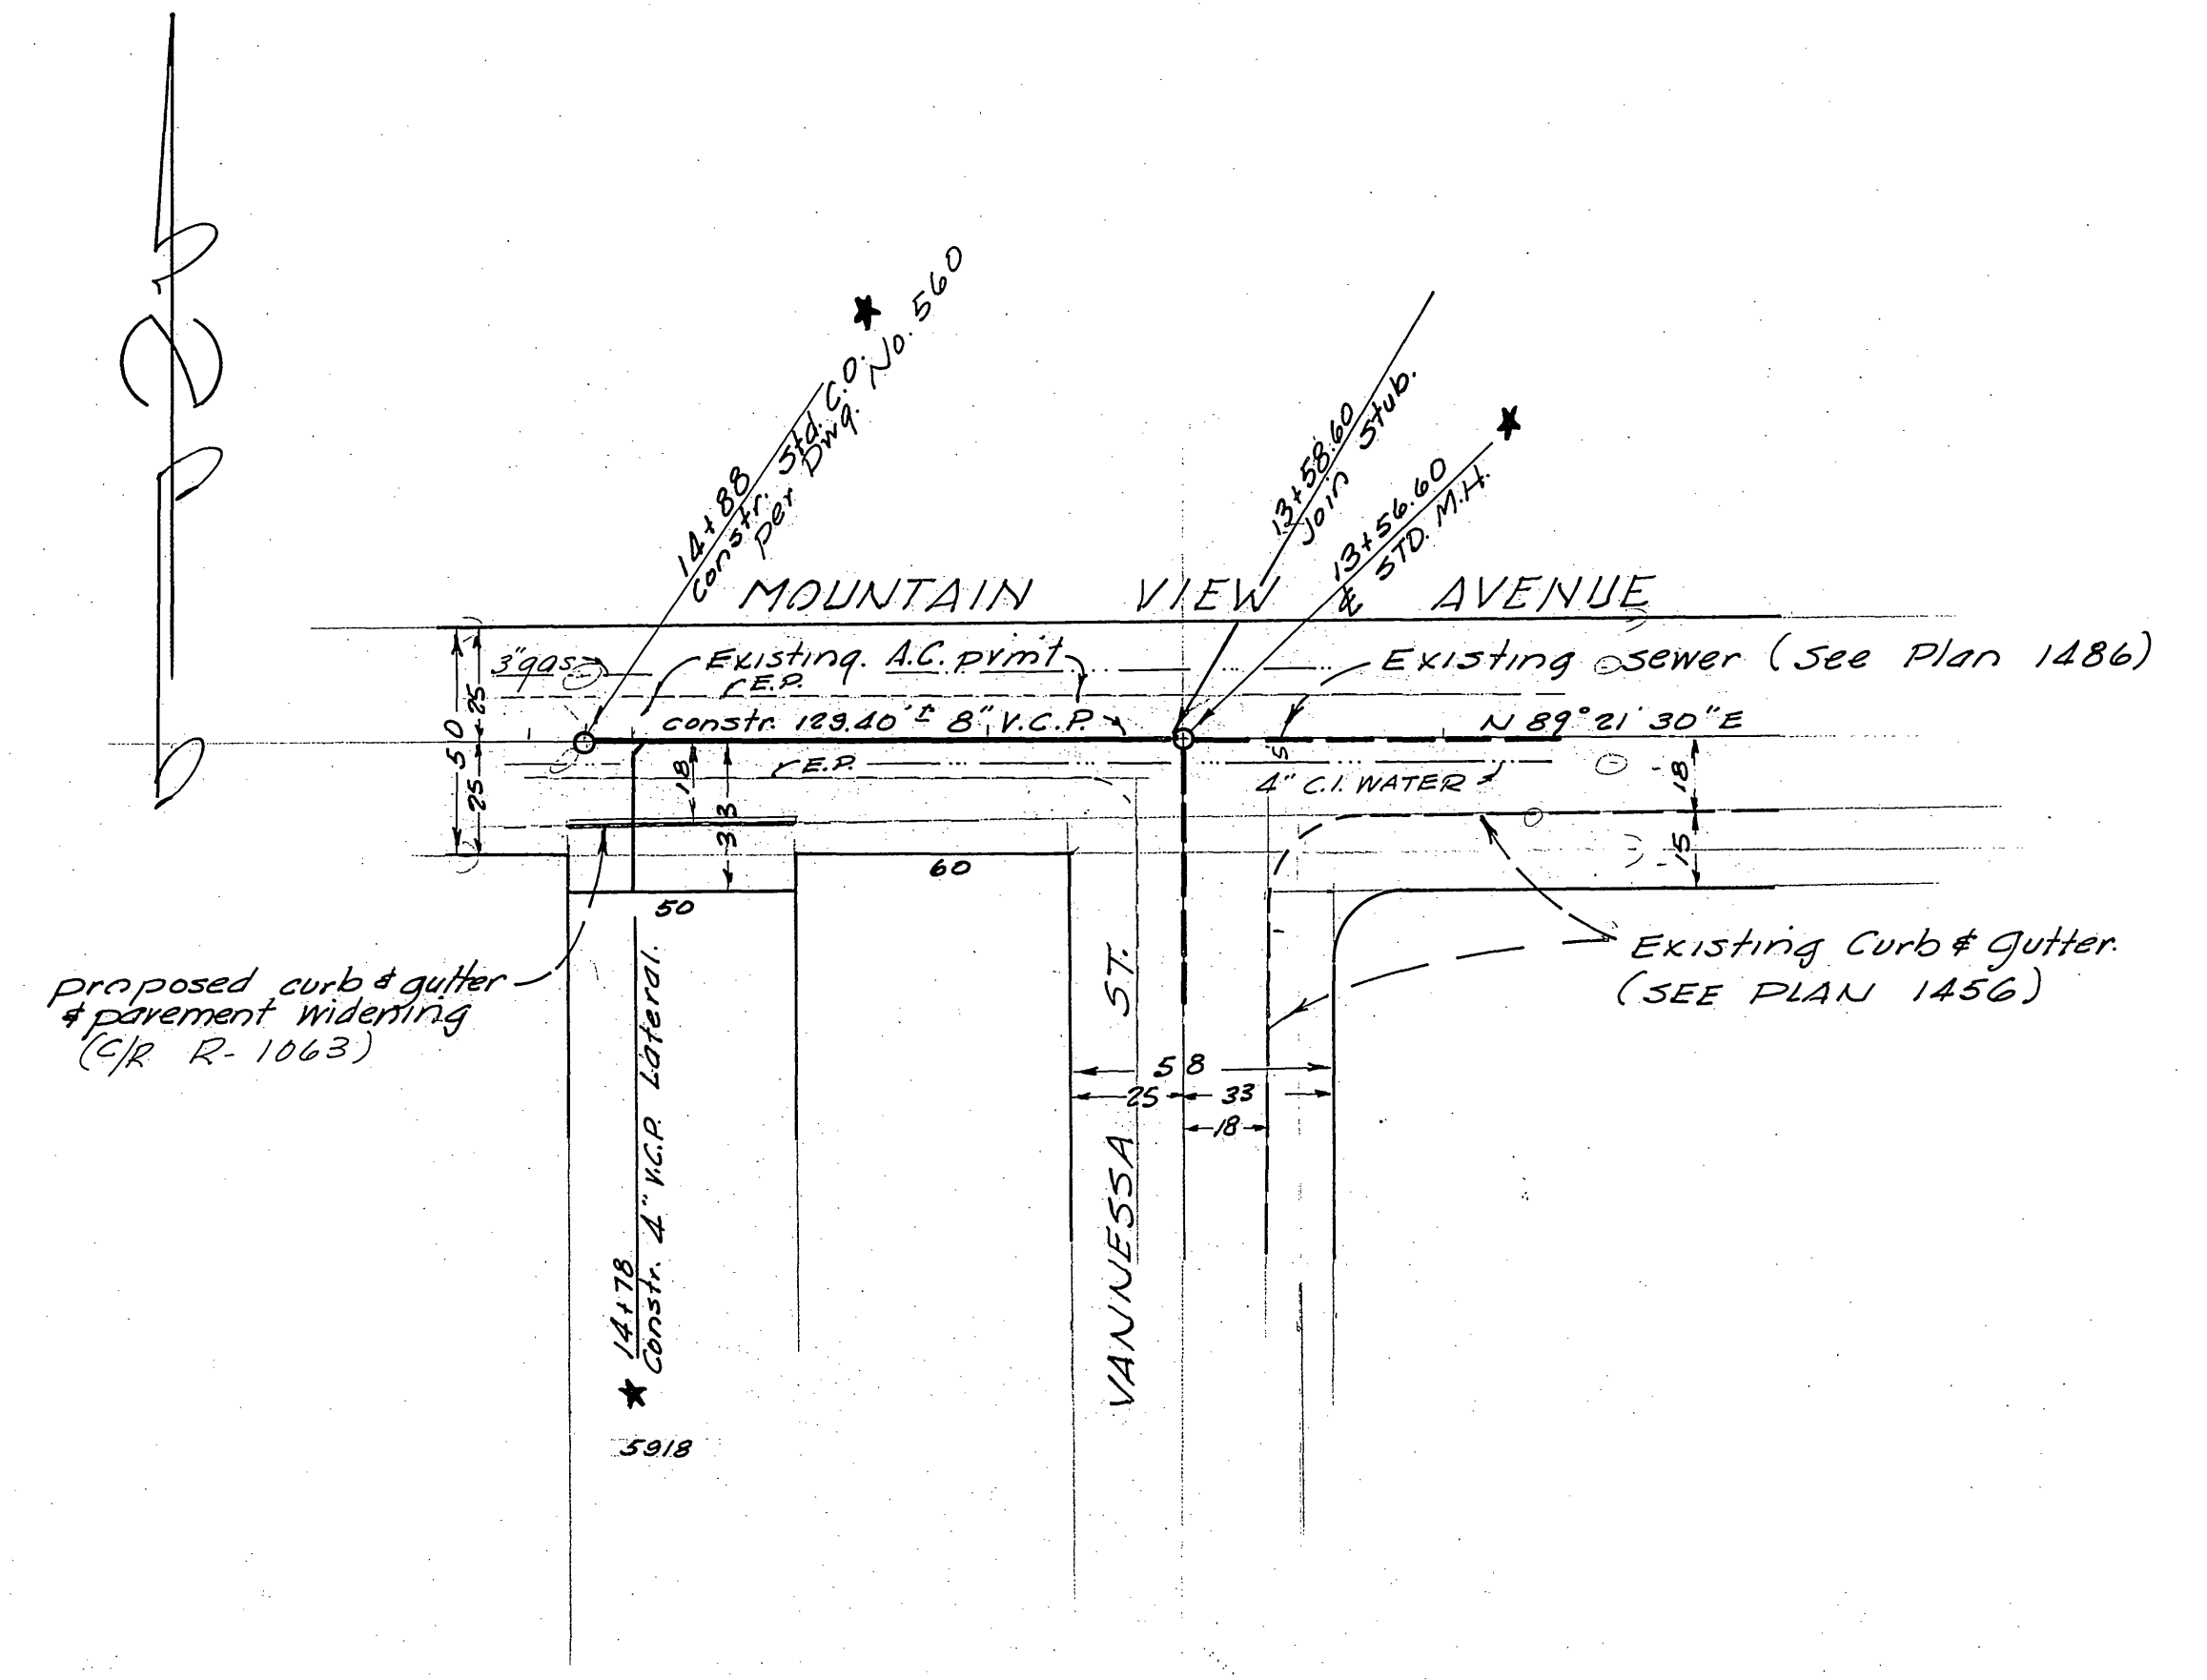 14+88
Constr. Std. C.O. ★
per Dwg. No. 560
13+58.60
Join Stub.
13+56.60 ★
℄ STD. M.H.
MOUNTAIN VIEW AVENUE
3" gas
Existing. A.C. pvm't
Existing sewer (See Plan 1486)
E.P.
constr. 129.40'± 8" V.C.P.
N 89° 21' 30" E
50
25
25
E.P.
5
4" C.I. WATER
18
33
18
15
60
50
proposed curb & gutter
& pavement widening
(C/R R-1063)
Existing Curb & Gutter.
(SEE PLAN 1456)
58
25
33
18
VANNESSA ST.
★ 14+78
Constr. 4" V.C.P. Lateral.
5918